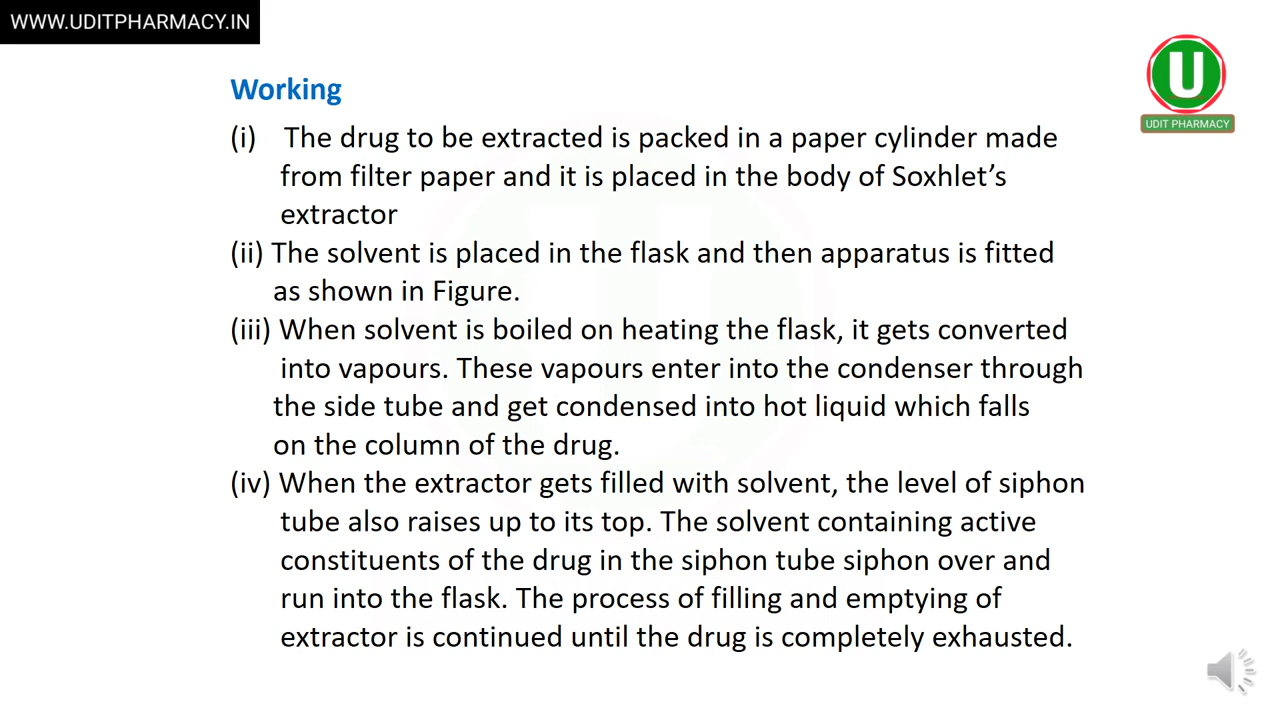 WWW.UDITPHARMACY.IN
U
UDIT PHARMACY
Working
(i) The drug to be extracted is packed in a paper cylinder made
from filter paper and it is placed in the body of Soxhlet’s
extractor
(ii) The solvent is placed in the flask and then apparatus is fitted
as shown in Figure.
(iii) When solvent is boiled on heating the flask, it gets converted
into vapours. These vapours enter into the condenser through
the side tube and get condensed into hot liquid which falls
on the column of the drug.
(iv) When the extractor gets filled with solvent, the level of siphon
tube also raises up to its top. The solvent containing active
constituents of the drug in the siphon tube siphon over and
run into the flask. The process of filling and emptying of
extractor is continued until the drug is completely exhausted.